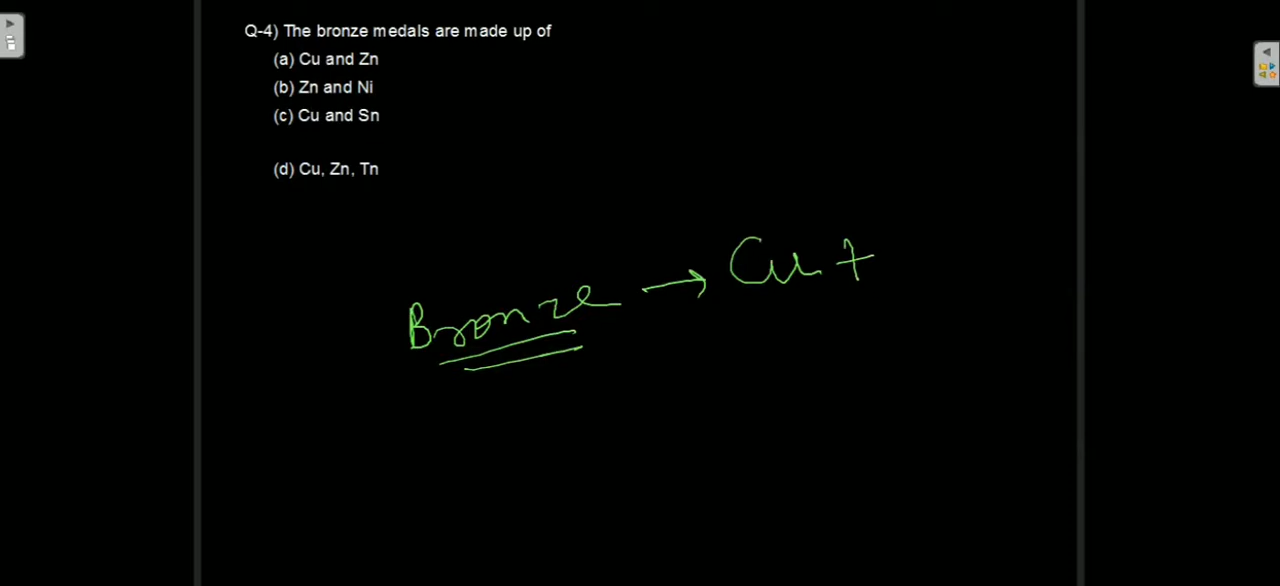 Q-4) The bronze medals are made up of
(a) Cu and Zn
(b) Zn and Ni
(c) Cu and Sn
(d) Cu, Zn, Tn
Bronze → Cu +